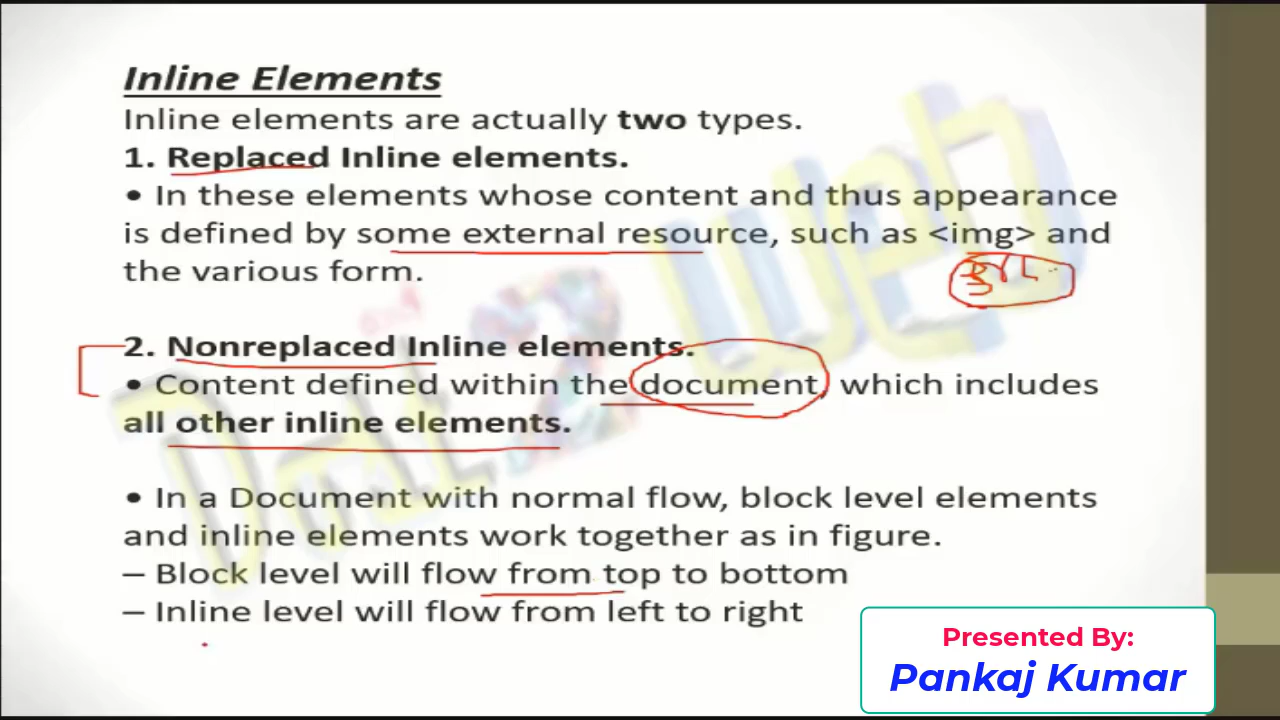 Inline Elements
Inline elements are actually two types.
1. Replaced Inline elements.
• In these elements whose content and thus appearance
is defined by some external resource, such as <img> and
the various form.
2. Nonreplaced Inline elements.
• Content defined within the document, which includes
all other inline elements.
• In a Document with normal flow, block level elements
and inline elements work together as in figure.
– Block level will flow from top to bottom
– Inline level will flow from left to right
Presented By:
Pankaj Kumar